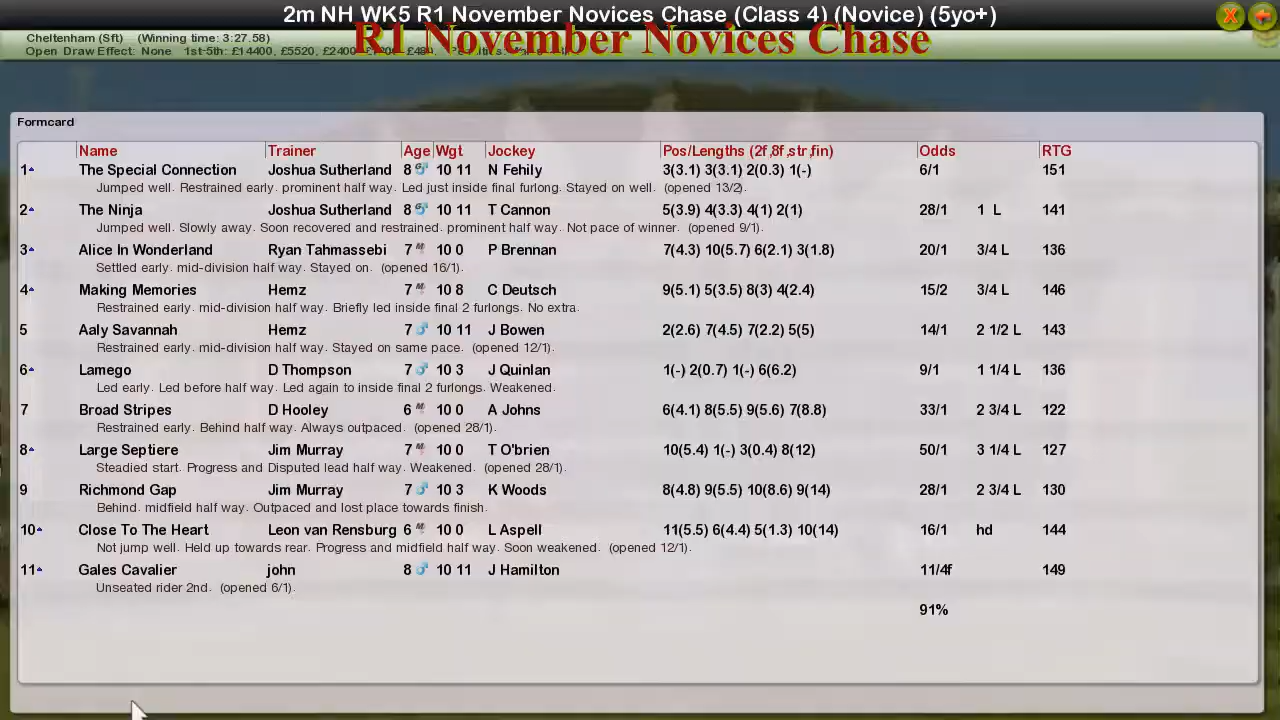 2m NH WK5 R1 November Novices Chase (Class 4) (Novice) (5yo+)
R1 November Novices Chase
Cheltenham (Sft) (Winning time: 3:27.58)
Open Draw Effect: None 1st-5th: £14400, £5520, £2400
Formcard
Name Trainer Age Wgt Jockey Pos/Lengths (2f,8f,str,fin) Odds RTG
1 The Special Connection Joshua Sutherland 8 10 11 N Fehily 3(3.1) 3(3.1) 2(0.3) 1(-) 6/1 151
Jumped well. Restrained early. prominent half way. Led just inside final furlong. Stayed on well. (opened 13/2).
2 The Ninja Joshua Sutherland 8 10 11 T Cannon 5(3.9) 4(3.3) 4(1) 2(1) 28/1 1 L 141
Jumped well. Slowly away. Soon recovered and restrained. prominent half way. Not pace of winner. (opened 9/1).
3 Alice In Wonderland Ryan Tahmassebi 7 10 0 P Brennan 7(4.3) 10(5.7) 6(2.1) 3(1.8) 20/1 3/4 L 136
Settled early. mid-division half way. Stayed on. (opened 16/1).
4 Making Memories Hemz 7 10 8 C Deutsch 9(5.1) 5(3.5) 8(3) 4(2.4) 15/2 3/4 L 146
Restrained early. mid-division half way. Briefly led inside final 2 furlongs. No extra.
5 Aaly Savannah Hemz 7 10 11 J Bowen 2(2.6) 7(4.5) 7(2.2) 5(5) 14/1 2 1/2 L 143
Restrained early. mid-division half way. Stayed on same pace. (opened 12/1).
6 Lamego D Thompson 7 10 3 J Quinlan 1(-) 2(0.7) 1(-) 6(6.2) 9/1 1 1/4 L 136
Led early. Led before half way. Led again to inside final 2 furlongs. Weakened.
7 Broad Stripes D Hooley 6 10 0 A Johns 6(4.1) 8(5.5) 9(5.6) 7(8.8) 33/1 2 3/4 L 122
Restrained early. Behind half way. Always outpaced. (opened 28/1).
8 Large Septiere Jim Murray 7 10 0 T O'brien 10(5.4) 1(-) 3(0.4) 8(12) 50/1 3 1/4 L 127
Steadied start. Progress and Disputed lead half way. Weakened. (opened 28/1).
9 Richmond Gap Jim Murray 7 10 3 K Woods 8(4.8) 9(5.5) 10(8.6) 9(14) 28/1 2 3/4 L 130
Behind. midfield half way. Outpaced and lost place towards finish.
10 Close To The Heart Leon van Rensburg 6 10 0 L Aspell 11(5.5) 6(4.4) 5(1.3) 10(14) 16/1 hd 144
Not jump well. Held up towards rear. Progress and midfield half way. Soon weakened. (opened 12/1).
11 Gales Cavalier john 8 10 11 J Hamilton 11/4f 149
Unseated rider 2nd. (opened 6/1).
91%